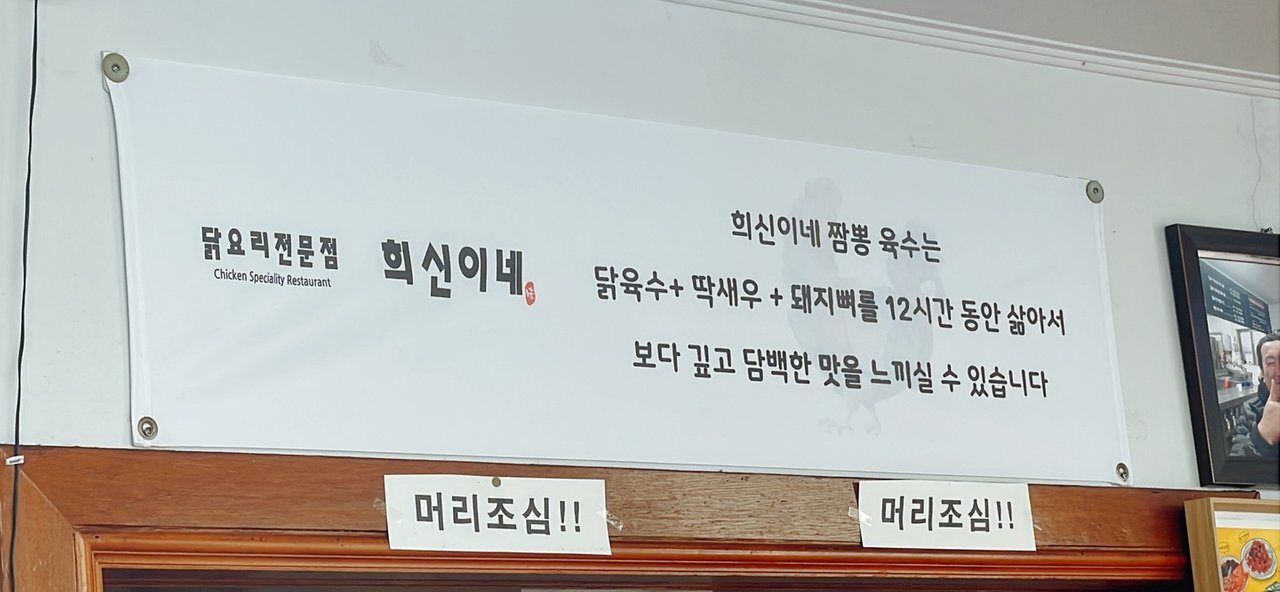 닭요리전문점
Chicken Speciality Restaurant
희신이네
희신이네 짬뽕 육수는
닭육수+ 딱새우 + 돼지뼈를 12시간 동안 삶아서
보다 깊고 담백한 맛을 느끼실 수 있습니다
머리조심!!
머리조심!!